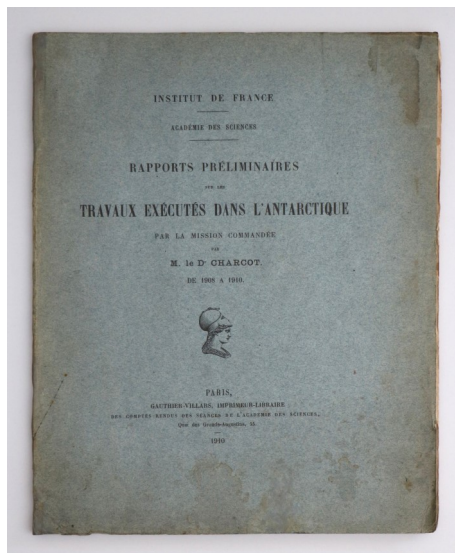 INSTITUT DE FRANCE
ACADÉMIE DES SCIENCES
RAPPORTS PRÉLIMINAIRES
SUR LES
TRAVAUX EXÉCUTÉS DANS L'ANTARCTIQUE
PAR LA MISSION COMMANDÉE
PAR
M. le Dr CHARCOT.
DE 1908 A 1910.
PARIS,
GAUTHIER-VILLARS, IMPRIMEUR-LIBRAIRE
DES COMPTES RENDUS DES SÉANCES DE L'ACADÉMIE DES SCIENCES,
Quai des Grands-Augustins, 55.
1910